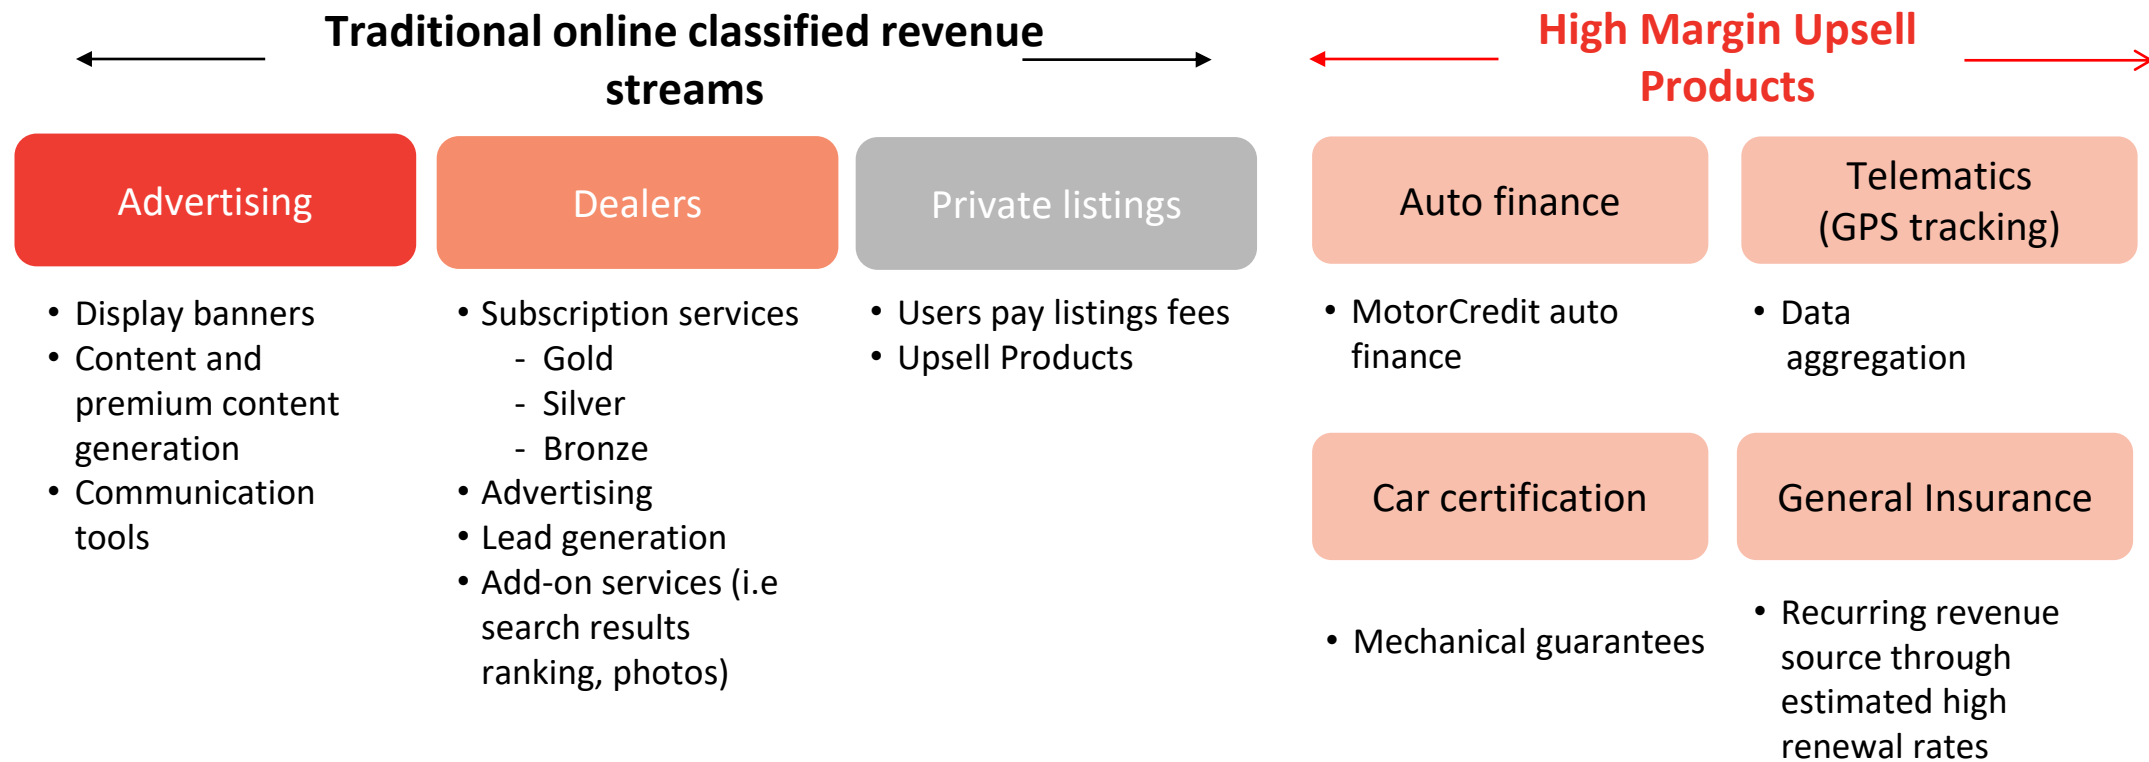 Traditional online classified revenue
streams
High Margin Upsell
Products
Advertising
• Display banners
• Content and
premium content
generation
• Communication
tools
Dealers
• Subscription services
- Gold
- Silver
- Bronze
• Advertising
• Lead generation
• Add-on services (i.e
search results
ranking, photos)
Private listings
• Users pay listings fees
• Upsell Products
Auto finance
• MotorCredit auto
finance
Telematics
(GPS tracking)
• Data
aggregation
Car certification
• Mechanical guarantees
General Insurance
• Recurring revenue
source through
estimated high
renewal rates